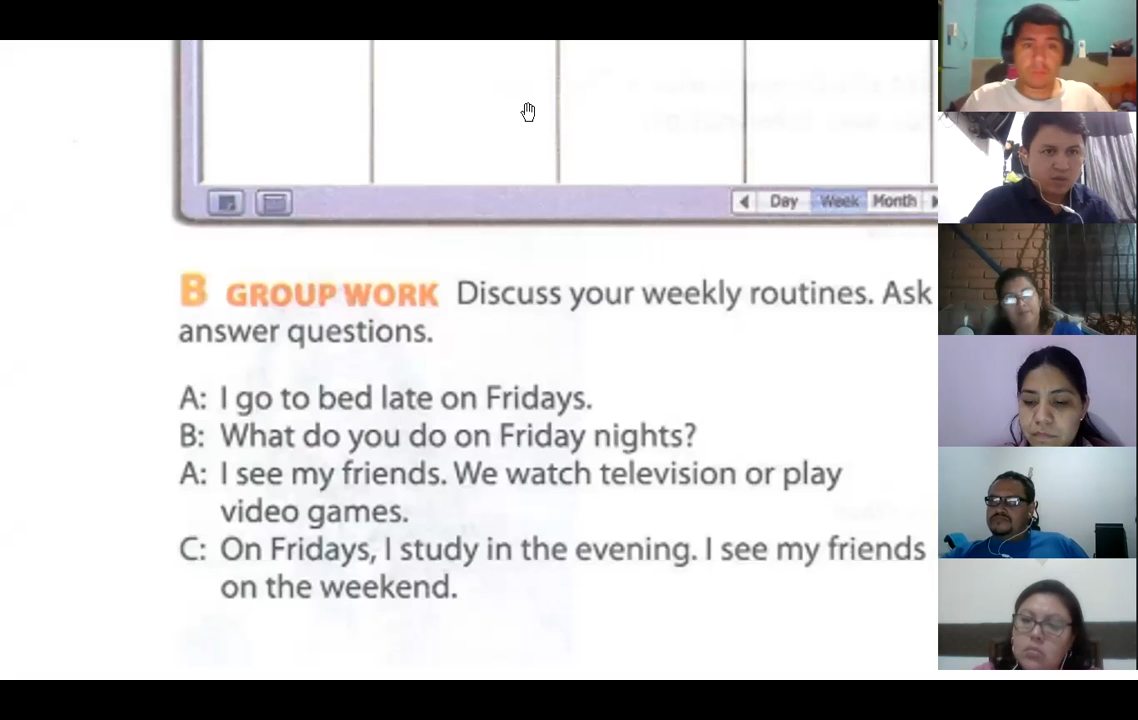 Day Week Month
B GROUP WORK Discuss your weekly routines. Ask
answer questions.
A: I go to bed late on Fridays.
B: What do you do on Friday nights?
A: I see my friends. We watch television or play
video games.
C: On Fridays, I study in the evening. I see my friends
on the weekend.